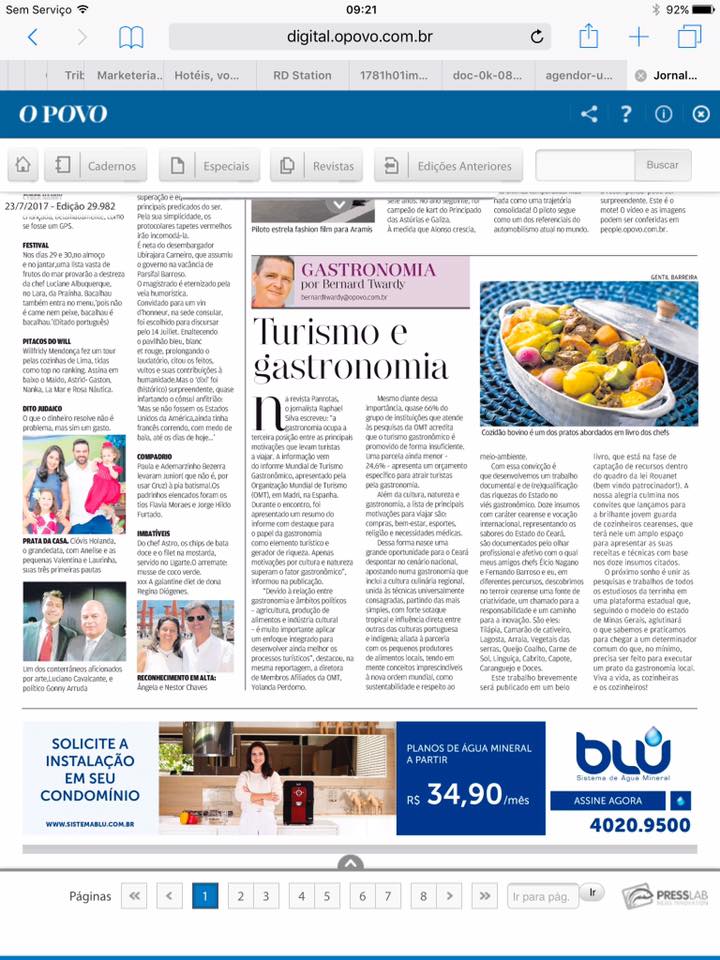 Sem Serviço
09:21
92%
digital.opovo.com.br
Trib
Marketeria...
Hotéis, vo...
RD Station
1781h01im...
doc-0k-08...
agendor-u...
Jornal...
O POVO
Cadernos
Especiais
Revistas
Edições Anteriores
Buscar
23/7/2017 - Edição 29.982
se fosse um GPS.
FESTIVAL
Nos dias 29 e 30,no almoço
e no jantar,uma lista vasta de
frutos do mar provarão a destreza
da chef Luciane Albuquerque,
no Lara, da Prainha. Bacalhau
também entra no menu,'pois não
é came nem peixe, bacalhau é
bacalhau.'(Ditado português)
PITACOS DO WILL
Willfridy Mendonça fez um tour
pelas cozinhas de Lima, tidas
como top no ranking. Assina em
baixo o Maido, Astrid- Gaston,
Nanka, La Mar e Rosa Náutica.
DITO JUDAICO
O que o dinheiro resolve não é
problema, mas sim um gasto.
PRATA DA CASA. Clóvis Holanda,
o grandedata, com Anelise e as
pequenas Valentina e Laurinha,
suas três primeiras pautas
Um dos conterrâneos aficionados
por arte,Luciano Cavalcante, e o
político Gonny Arruda
superação e eu,
principais predicados do ser.
Pela sua simplicidade, os
protocolares tapetes vermelhos
irão incomodá-la.
É neta do desembargador
Ubirajara Carneiro, que assumiu
o governo na vacância de
Parsifal Barroso.
O magistrado é eternizado pela
veia humorística.
Convidado para um vin
d'honneur, na sede consular,
foi escolhido para discursar
pelo 14 Juillet. Enaltecendo
o pavilhão bleu, blanc
et rouge, prolongando o
laudatório, citou os feitos,
vultos e suas contribuições à
humanidade.Mas o 'dixi' foi
(histórico) surpreendente, quase
infartando o cônsul anfitrião:
'Mas se não fossem os Estados
Unidos da América,ainda tinha
francês correndo, com medo de
bala, até os dias de hoje...'
COMPADRIO
Paula e Ademarzinho Bezerra
levaram Junior( que não é, por
usar Cruz) à pia batismal.Os
padrinhos elencados foram os
tios Flavia Moraes e Jorge Hildo
Furtado.
IMBATÍVEIS
Do chef Astro, os chips de bata
doce e o filet na mostarda,
servido no Ugarte.O arremate:
musse de coco verde.
xxx A galantine diet de dona
Regina Diógenes.
RECONHECIMENTO EM ALTA:
Ângela e Nestor Chaves
Piloto estrela fashion film para Aramis
sete anos. No ano seguinte, foi
campeão de kart do Principado
das Astúrias e Galiza.
À medida que Alonso crescia,
como uma trajetória
consolidada! O piloto segue
como um dos referenciais do
automobilismo atual no mundo.
surpreendente. Este é o
mote! O vídeo e as imagens
podem ser conferidas em
people.opovo.com.br.
GASTRONOMIA
por Bernard Twardy
bernardtwardy@opovo.com.br
Turismo e
gastronomia
GENTIL BARREIRA
Cozidão bovino é um dos pratos abordados em livro dos chefs
na revista Panrotas,
o jornalista Raphael
Silva escreveu: "a
gastronomia ocupa a
terceira posição entre as principais
motivações que levam turistas
a viajar. A informação vem
do Informe Mundial de Turismo
Gastronômico, apresentado pela
Organização Mundial de Turismo
(OMT), em Madri, na Espanha.
Durante o encontro, foi
apresentado um resumo do
informe com destaque para
o papel da gastronomia
como elemento turístico e
gerador de riqueza. Apenas
motivações por cultura e natureza
superam o fator gastronômico",
informou na publicação.
"Devido à relação entre
gastronomia e âmbitos políticos
– agricultura, produção de
alimentos e indústria criativa
– é muito importante aplicar
um enfoque integrado para
desenvolver ainda melhor os
processos turísticos", destacou, na
mesma reportagem, a diretora
de Membros Afiliados da OMT,
Yolanda Perdomo.
Mesmo diante dessa
importância, quase 66% do
grupo de instituições que atende
às pesquisas da OMT acredita
que o turismo gastronômico é
promovido de forma insuficiente.
Uma parcela ainda menor -
24,6% - apresenta um orçamento
específico para atrair turistas
pela gastronomia.
Além da cultura, natureza e
gastronomia, a lista de principais
motivações para viajar são:
compras, bem-estar, esportes,
religião e necessidades médicas.
Dessa forma nasce uma
grande oportunidade para o Ceará
despontar no cenário nacional,
apostando numa gastronomia que
inclui a culinária regional,
unida às técnicas universalmente
consagradas, partindo das mais
simples, com forte sotaque
tropical e influência direta entre
outras das culturas portuguesa e
indígena; aliada à parceria
com os pequenos produtores
de alimentos locais, tendo em
mente conceitos imprescindíveis
à nova ordem mundial, como
sustentabilidade e respeito ao
meio-ambiente.
Com essa convicção é
que desenvolvemos um trabalho
documental e de (re)qualificação
das riquezas do Estado no
viés gastronômico. Doze insumos
com caráter cearense e vocação
internacional, representando os
sabores do Estado do Ceará,
são documentados pelo olhar
profissional e afetivo com o qual
meus amigos chefs Élcio Nagano
e Fernando Barroso e eu, em
diferentes percursos, descobrimos
no terroir cearense uma fonte de
criatividade, um chamado para a
responsabilidade e um caminho
para a inovação. São eles:
Tilápia, Camarão de cativeiro,
Lagosta, Arraia, Vegetais das
serras, Queijo Coalho, Carne de
Sol, Linguiça, Cabrito, Capote,
Caranguejo e Doces.
Este trabalho brevemente
será publicado em um belo
livro, que está na fase de
captação de recursos dentro
do quadro da lei Rouanet
(bem vindo patrocinador!). A
nossa alegria culmina nos
convites que lançamos para
a brilhante jovem guarda
de cozinheiros cearenses, que
terá nele um amplo espaço
para apresentar as suas
receitas e técnicas com base
nos doze insumos citados.
O próximo sonho é unir as
pesquisas e trabalhos de todos
os estudiosos da terrinha em
uma plataforma estadual que,
seguindo o modelo do estado
de Minas Gerais, aglutinará
o que sabemos e praticamos
para chegar a um determinador
comum do que, no mínimo,
precisa ser feito para executar
um prato da gastronomia local.
Viva a vida, as cozinheiras
e os cozinheiros!
SOLICITE A
INSTALAÇÃO
EM SEU
CONDOMÍNIO
WWW.SISTEMABLU.COM.BR
PLANOS DE ÁGUA MINERAL
A PARTIR
R$ 34,90/mês
blu
Sistema de Água Mineral
ASSINE AGORA
4020.9500
Páginas
1
2
3
4
5
6
7
8
Ir para pág.
Ir
PRESSLAB